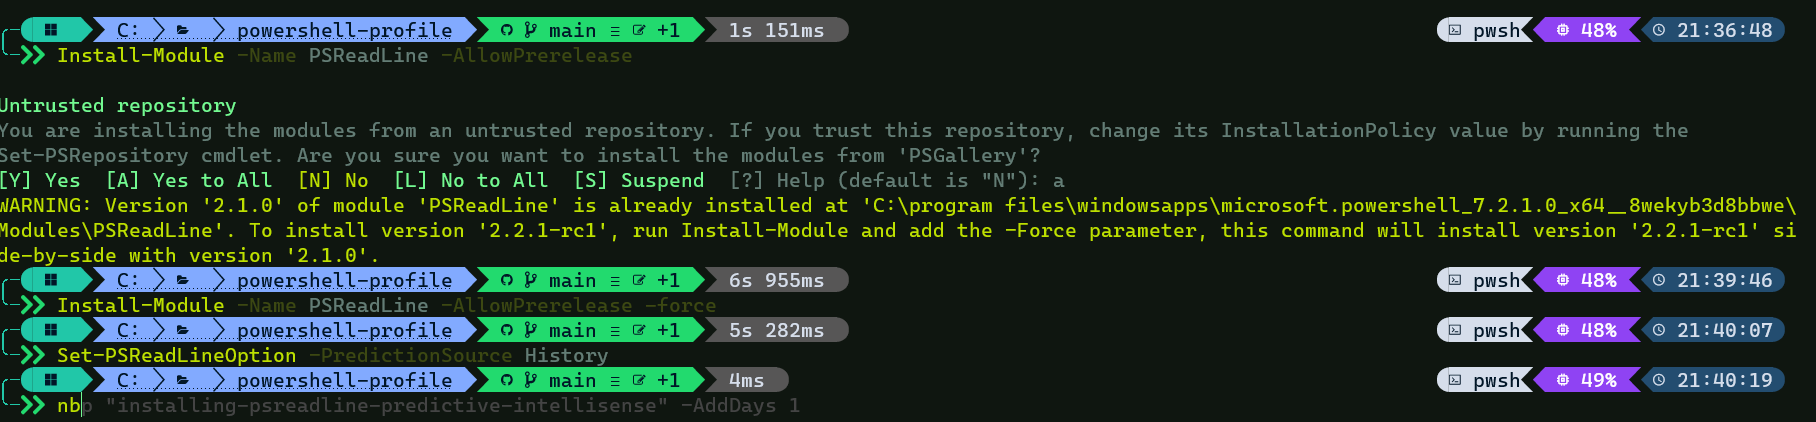 C: powershell-profile main ≡ +1 1s 151ms pwsh 48% 21:36:48
Install-Module -Name PSReadLine -AllowPrerelease
Untrusted repository
You are installing the modules from an untrusted repository. If you trust this repository, change its InstallationPolicy value by running the
Set-PSRepository cmdlet. Are you sure you want to install the modules from 'PSGallery'?
[Y] Yes  [A] Yes to All  [N] No  [L] No to All  [S] Suspend  [?] Help (default is "N"): a
WARNING: Version '2.1.0' of module 'PSReadLine' is already installed at 'C:\program files\windowsapps\microsoft.powershell_7.2.1.0_x64__8wekyb3d8bbwe\
Modules\PSReadLine'. To install version '2.2.1-rc1', run Install-Module and add the -Force parameter, this command will install version '2.2.1-rc1' si
de-by-side with version '2.1.0'.
C: powershell-profile main ≡ +1 6s 955ms pwsh 48% 21:39:46
Install-Module -Name PSReadLine -AllowPrerelease -force
C: powershell-profile main ≡ +1 5s 282ms pwsh 48% 21:40:07
Set-PSReadLineOption -PredictionSource History
C: powershell-profile main ≡ +1 4ms pwsh 49% 21:40:19
nbp "installing-psreadline-predictive-intellisense" -AddDays 1